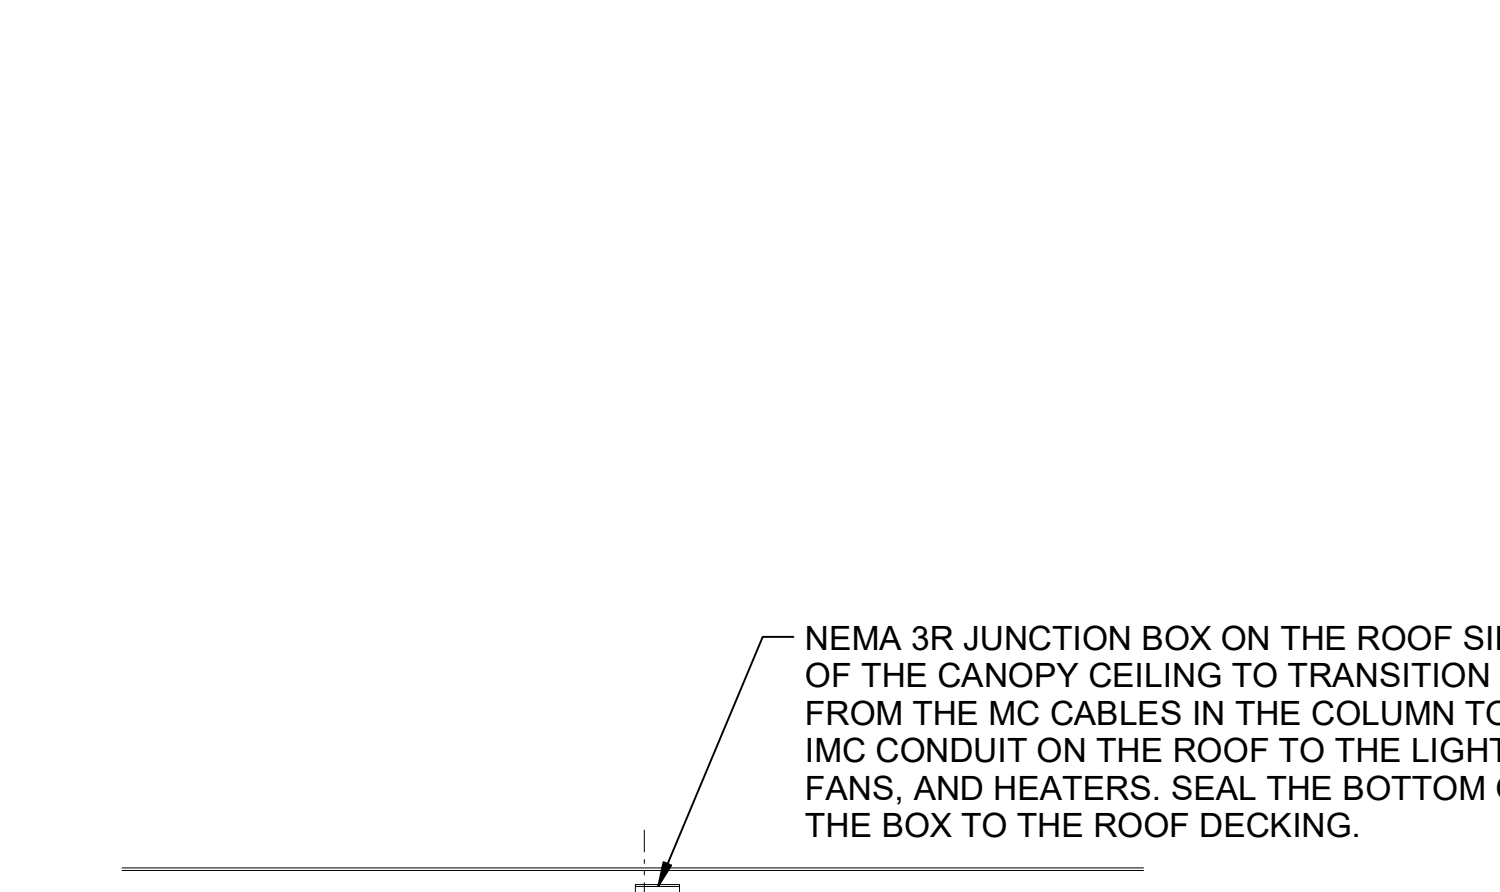 NEMA 3R JUNCTION BOX ON THE ROOF
OF THE CANOPY CEILING TO TRANSITION
FROM THE MC CABLES IN THE COLUMN TO
IMC CONDUIT ON THE ROOF TO THE LIGHT
FANS, AND HEATERS. SEAL THE BOTTOM
THE BOX TO THE ROOF DECKING.